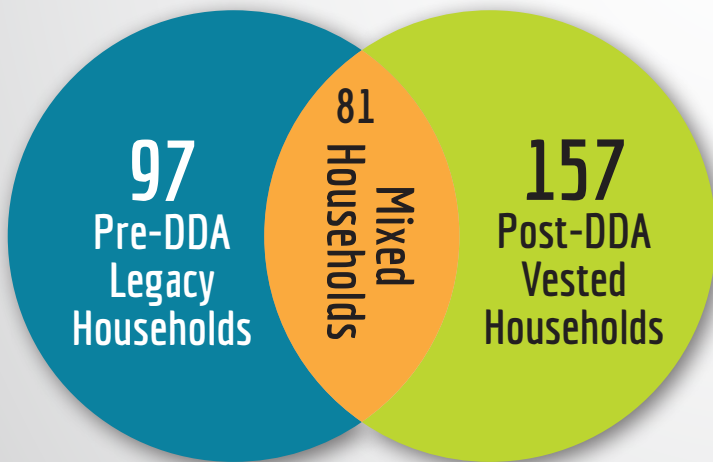 97
Pre-DDA
Legacy
Households
81
Mixed
Households
157
Post-DDA
Vested
Households